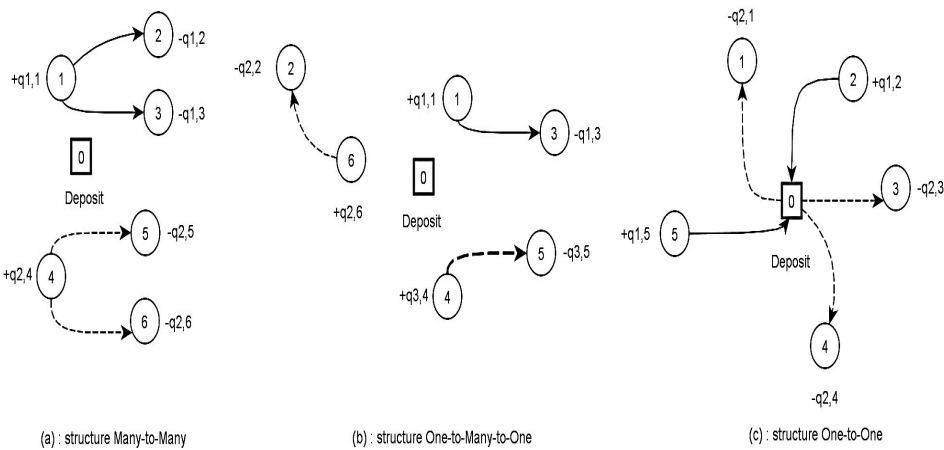 +q1,1
1
2
-q1,2
3
-q1,3
0
Deposit
+q2,4
4
5
-q2,5
6
-q2,6
(a) : structure Many-to-Many
-q2,2
2
6
+q2,6
+q1,1
1
3
-q1,3
0
Deposit
+q3,4
4
5
-q3,5
(b) : structure One-to-Many-to-One
-q2,1
1
2
+q1,2
0
Deposit
3
-q2,3
+q1,5
5
4
-q2,4
(c) : structure One-to-One